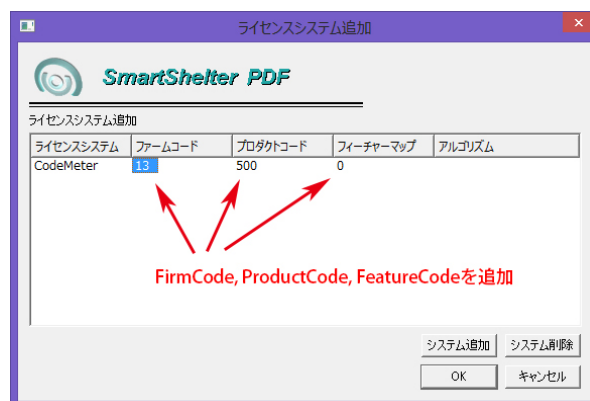 ライセンスシステム追加
SmartShelter PDF
ライセンスシステム追加
ライセンスシステム ファームコード プロダクトコード フィーチャーマップ アルゴリズム
CodeMeter 13 500 0
FirmCode, ProductCode, FeatureCodeを追加
システム追加 システム削除
OK キャンセル